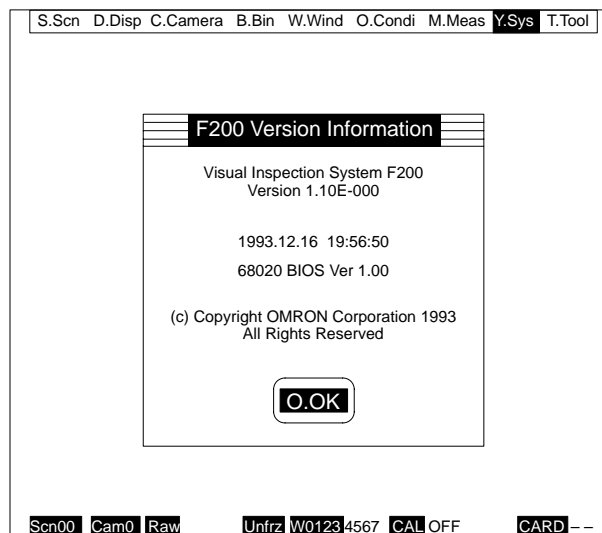 S.Scn D.Disp C.Camera B.Bin W.Wind O.Condi M.Meas Y.Sys T.Tool
F200 Version Information
Visual Inspection System F200
Version 1.10E-000
1993.12.16 19:56:50
68020 BIOS Ver 1.00
(c) Copyright OMRON Corporation 1993
All Rights Reserved
O.OK
Scn00 Cam0 Raw Unfrz W01234567 CAL OFF CARD – –